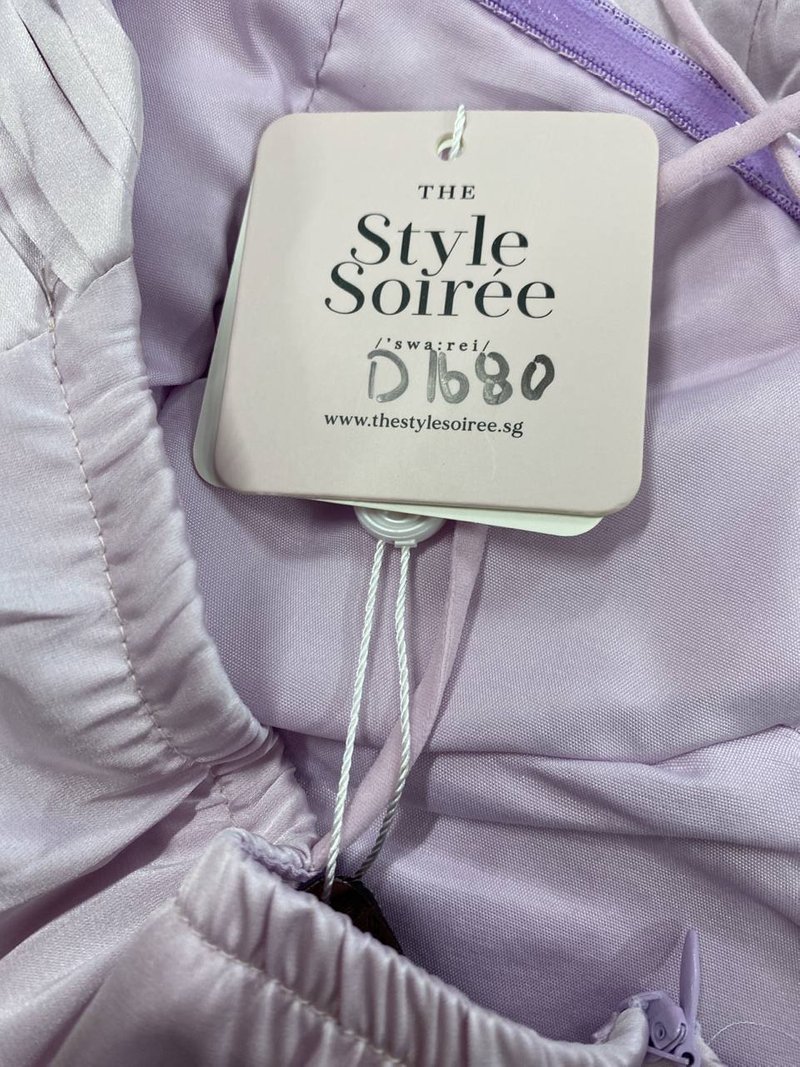 THE
Style
Soirée
/'swa:rei/
D1680
www.thestylesoiree.sg